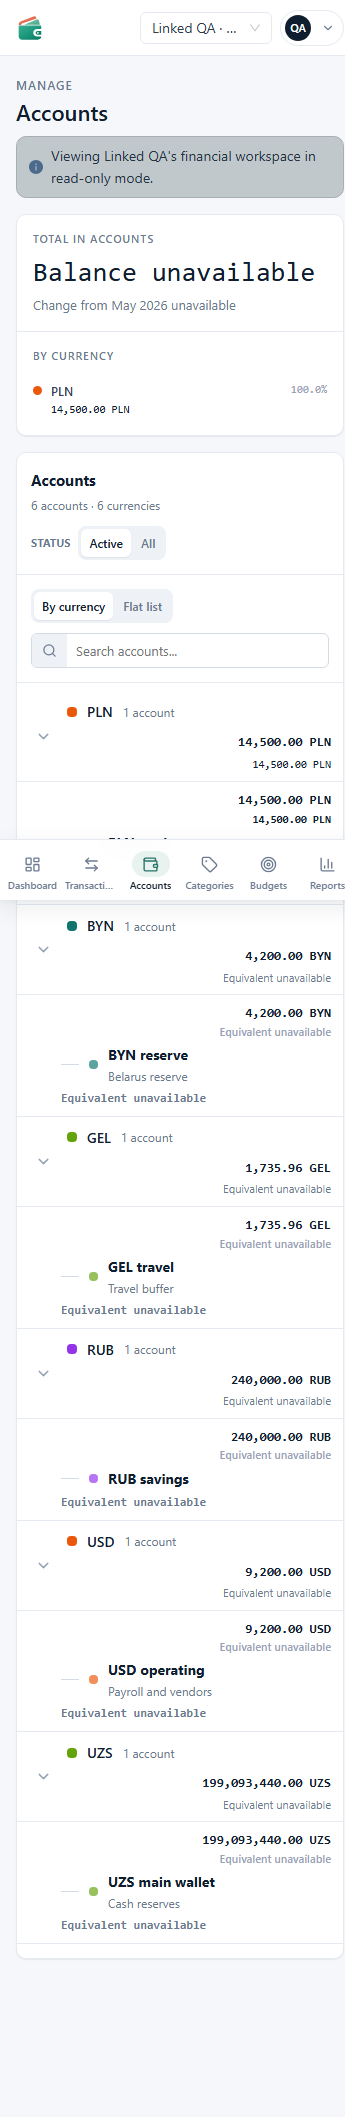 Linked QA · ...
QA
MANAGE
Accounts
Viewing Linked QA's financial workspace in
read-only mode.
TOTAL IN ACCOUNTS
Balance unavailable
Change from May 2026 unavailable
BY CURRENCY
PLN
100.0%
14,500.00 PLN
Accounts
6 accounts · 6 currencies
STATUS
Active
All
By currency
Flat list
Search accounts...
PLN 1 account
14,500.00 PLN
14,500.00 PLN
14,500.00 PLN
14,500.00 PLN
Dashboard
Transacti...
Accounts
Categories
Budgets
Reports
BYN 1 account
4,200.00 BYN
Equivalent unavailable
4,200.00 BYN
Equivalent unavailable
BYN reserve
Belarus reserve
Equivalent unavailable
GEL 1 account
1,735.96 GEL
Equivalent unavailable
1,735.96 GEL
Equivalent unavailable
GEL travel
Travel buffer
Equivalent unavailable
RUB 1 account
240,000.00 RUB
Equivalent unavailable
240,000.00 RUB
Equivalent unavailable
RUB savings
Equivalent unavailable
USD 1 account
9,200.00 USD
Equivalent unavailable
9,200.00 USD
Equivalent unavailable
USD operating
Payroll and vendors
Equivalent unavailable
UZS 1 account
199,093,440.00 UZS
Equivalent unavailable
199,093,440.00 UZS
Equivalent unavailable
UZS main wallet
Cash reserves
Equivalent unavailable